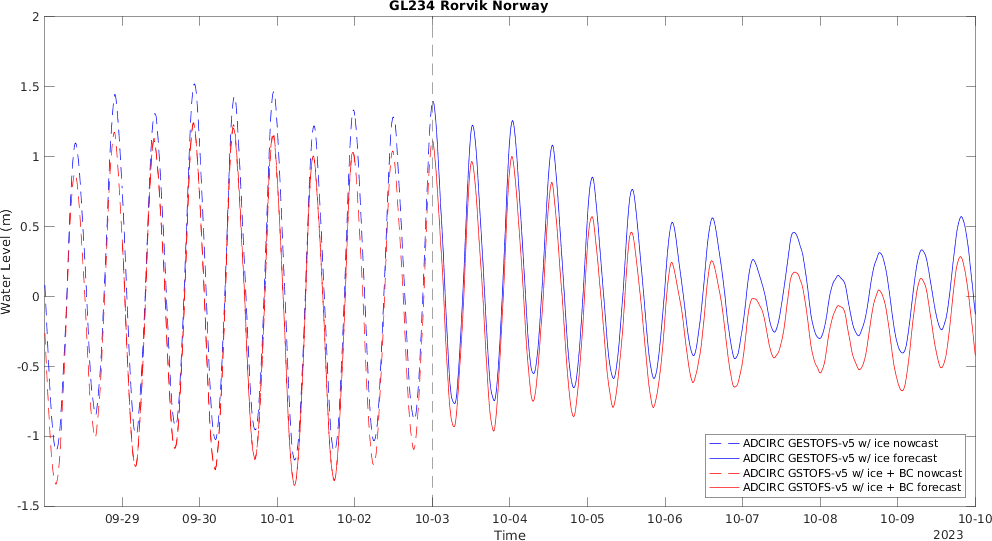 GL234 Rorvik Norway
2
1.5
1
0.5
0
-0.5
-1
-1.5
Water Level (m)
ADCIRC GESTOFS-v5 w/ ice nowcast
ADCIRC GESTOFS-v5 w/ ice forecast
ADCIRC GSTOFS-v5 w/ ice + BC nowcast
ADCIRC GSTOFS-v5 w/ ice + BC forecast
09-29 09-30 10-01 10-02 10-03 10-04 10-05 10-06 10-07 10-08 10-09 10-10
Time
2023